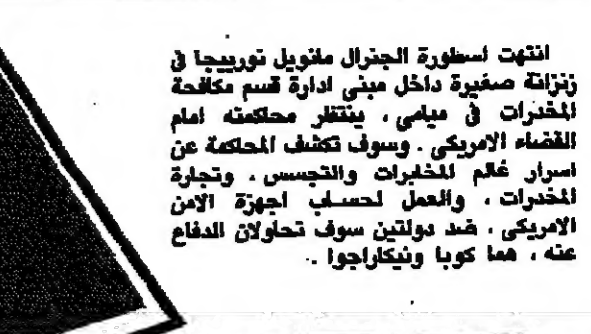 انتهت اسطورة الجنرال مانويل نورييجا في
زنزانة صغيرة داخل مبنى ادارة قسم مكافحة
المخدرات في ميامي ، ينتظر محاكمته امام
القضاء الامريكى . وسوف تكشف المحاكمة عن
اسرار عالم المخابرات والتجسس ، وتجارة
المخدرات ، والعمل لحساب اجهزة الامن
الامريكى ، ضد دولتين سوف تحاولان الدفاع
عنه ، هما كوبا ونيكاراجوا .